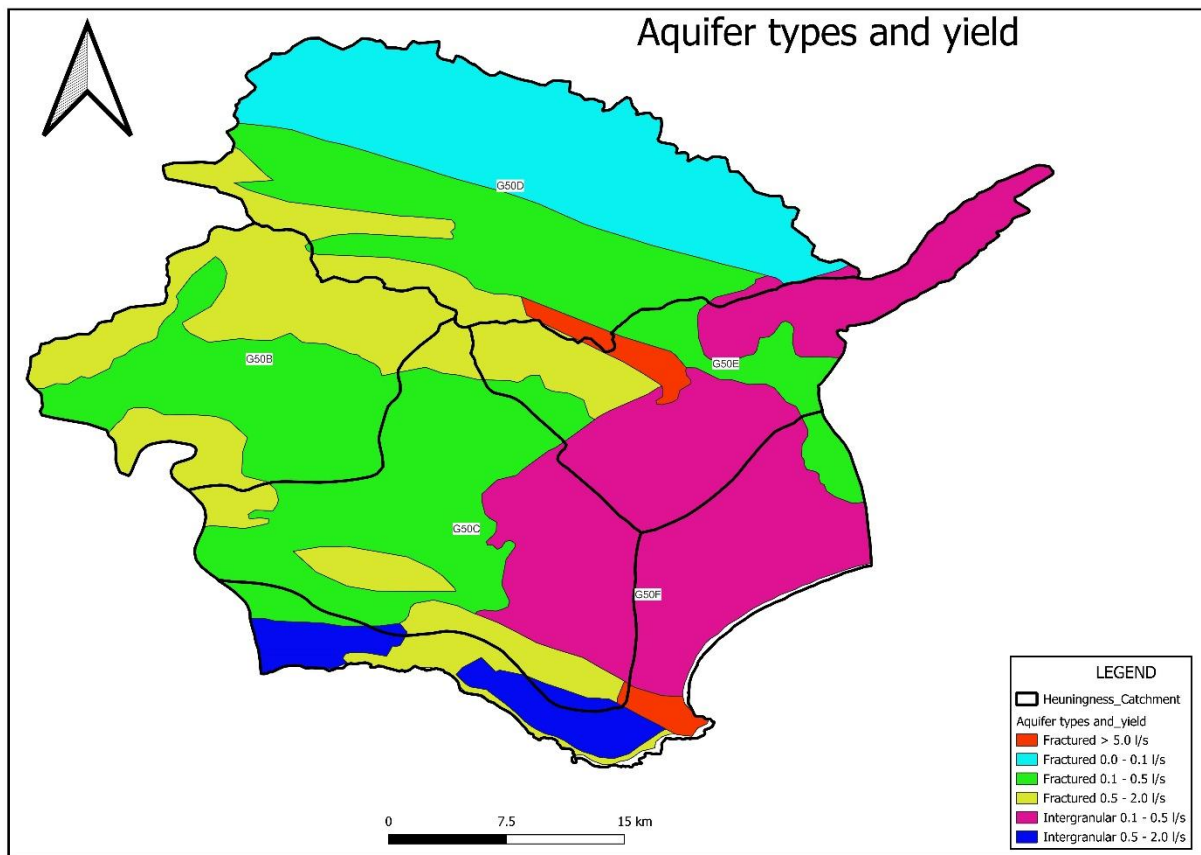 Aquifer types and yield
G50D
G50B
G50E
G50C
G50F
0 7.5 15 km
LEGEND
Heuningness_Catchment
Aquifer types and_yield
Fractured > 5.0 l/s
Fractured 0.0 - 0.1 l/s
Fractured 0.1 - 0.5 l/s
Fractured 0.5 - 2.0 l/s
Intergranular 0.1 - 0.5 l/s
Intergranular 0.5 - 2.0 l/s